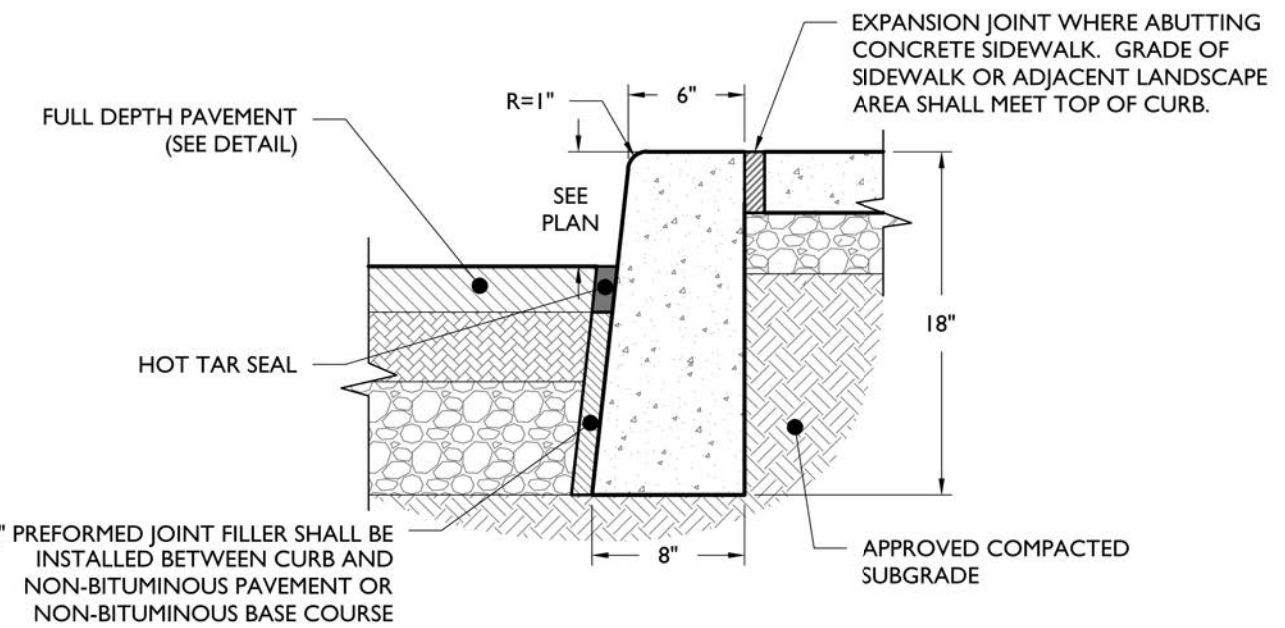 EXPANSION JOINT WHERE ABUTTING
CONCRETE SIDEWALK. GRADE OF
SIDEWALK OR ADJACENT LANDSCAPE
AREA SHALL MEET TOP OF CURB.
R=1"
6"
FULL DEPTH PAVEMENT
(SEE DETAIL)
SEE
PLAN
18"
HOT TAR SEAL
" PREFORMED JOINT FILLER SHALL BE
INSTALLED BETWEEN CURB AND
NON-BITUMINOUS PAVEMENT OR
NON-BITUMINOUS BASE COURSE
8"
APPROVED COMPACTED
SUBGRADE